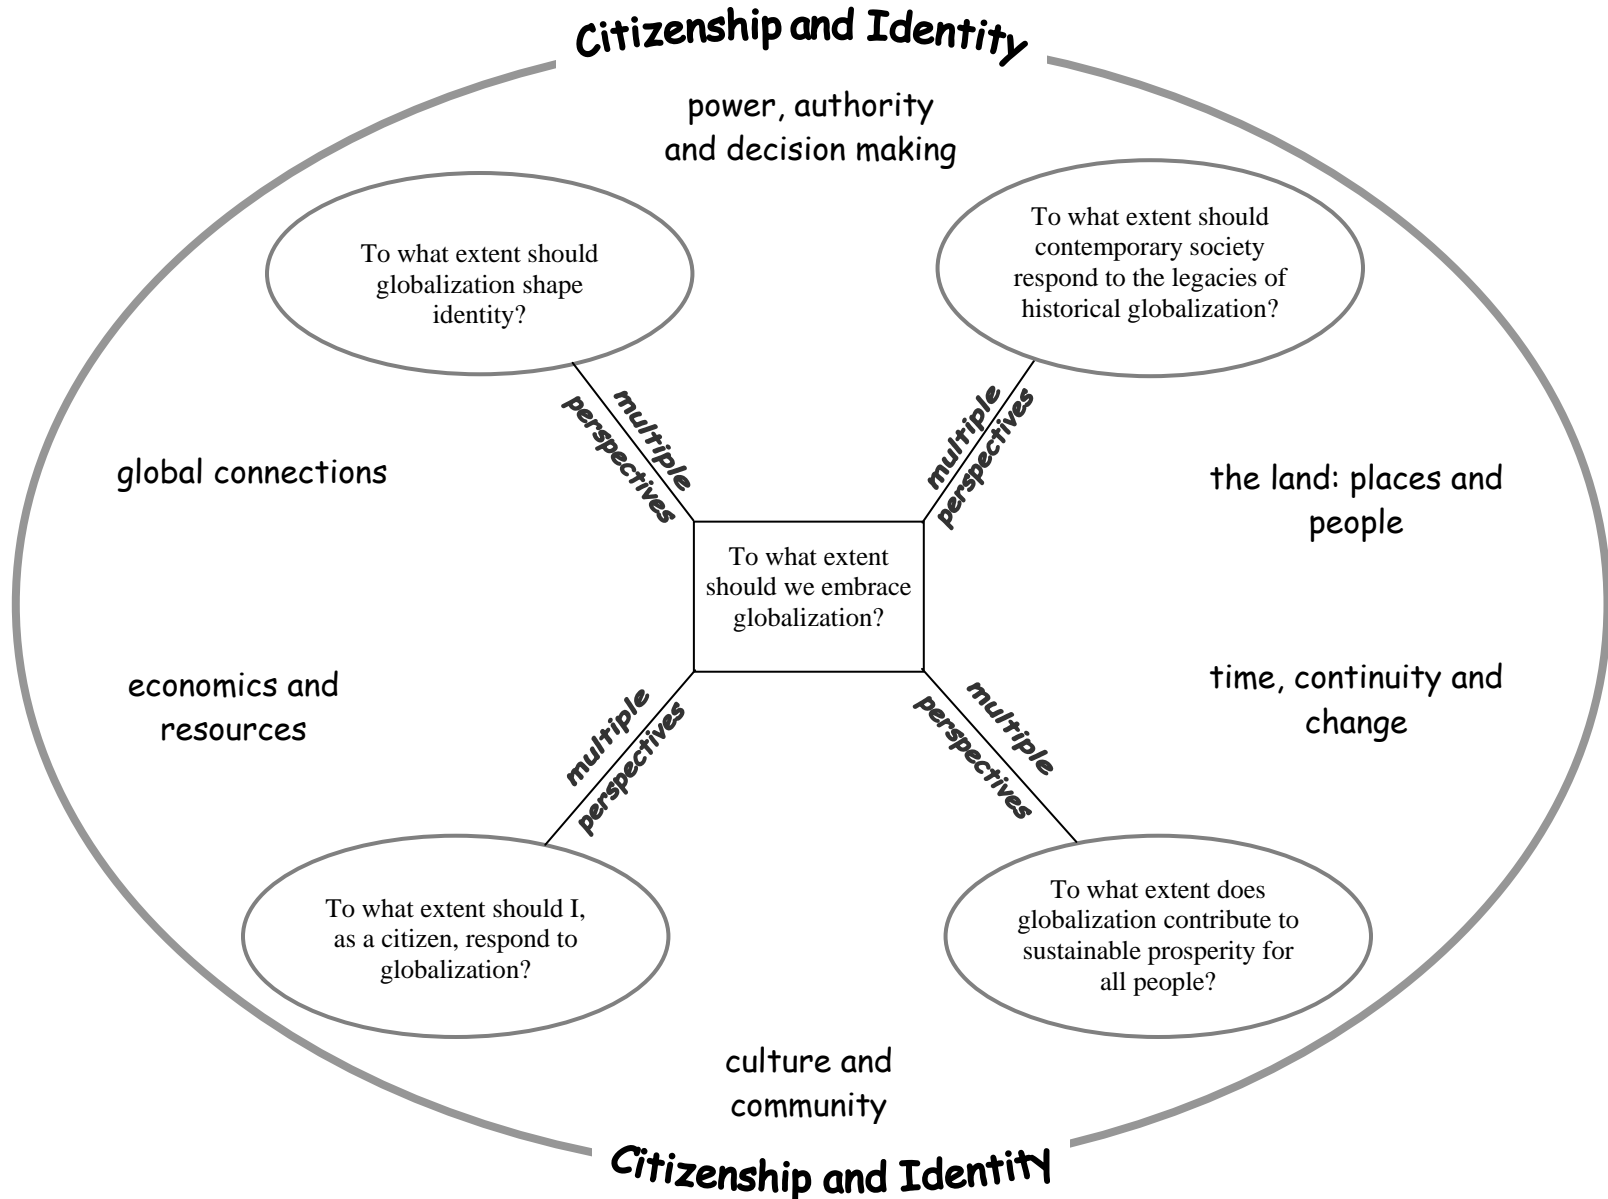 Citizenship and Identity
power, authority
and decision making
To what extent should
globalization shape
identity?
To what extent should
contemporary society
respond to the legacies of
historical globalization?
multiple
perspectives
multiple
perspectives
global connections
the land: places and
people
To what extent
should we embrace
globalization?
economics and
resources
time, continuity and
change
multiple
perspectives
multiple
perspectives
To what extent should I,
as a citizen, respond to
globalization?
To what extent does
globalization contribute to
sustainable prosperity for
all people?
culture and
community
Citizenship and Identity